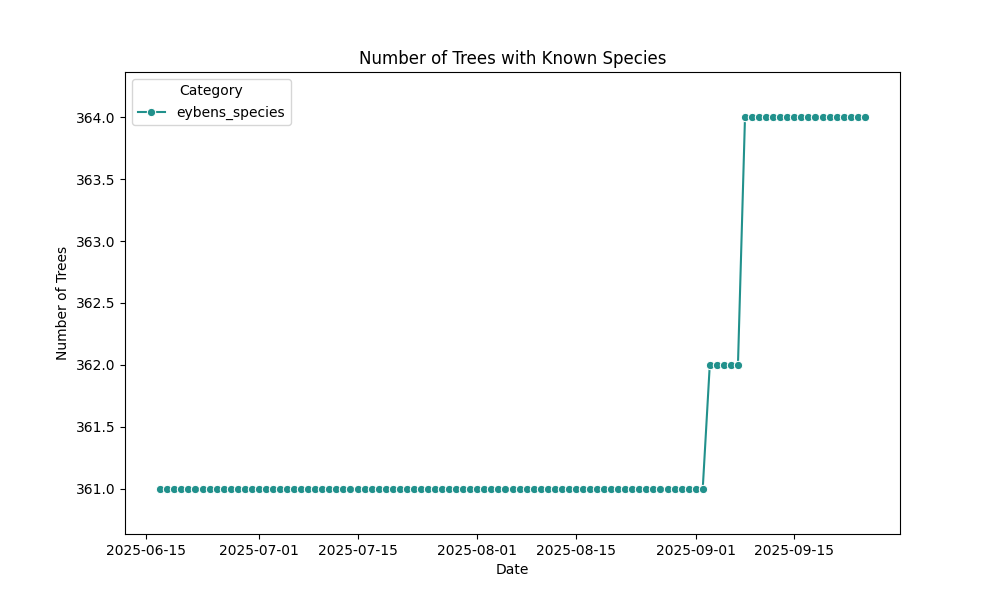 Number of Trees with Known Species
Category
eybens_species
364.0
363.5
363.0
362.5
362.0
361.5
361.0
Number of Trees
2025-06-15 2025-07-01 2025-07-15 2025-08-01 2025-08-15 2025-09-01 2025-09-15
Date